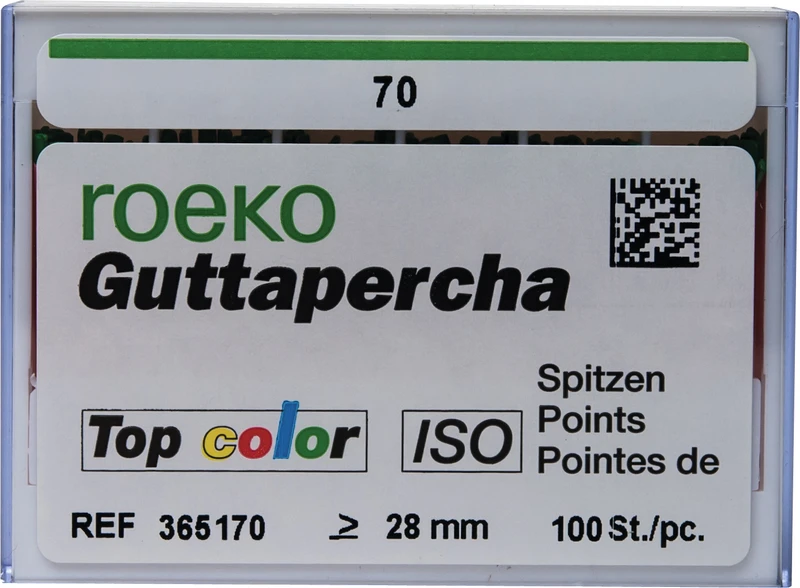 70
roeko
Guttapercha
Spitzen
Points
Pointes de
Top color
ISO
REF 365170 ≥ 28 mm 100 St./pc.